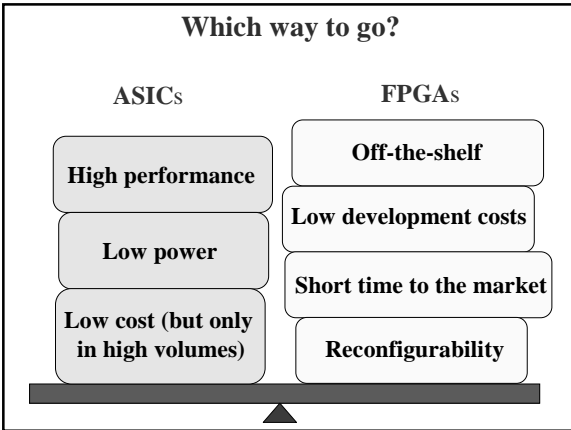 Which way to go?
ASICs
High performance
Low power
Low cost (but only
in high volumes)
FPGAs
Off-the-shelf
Low development costs
Short time to the market
Reconfigurability